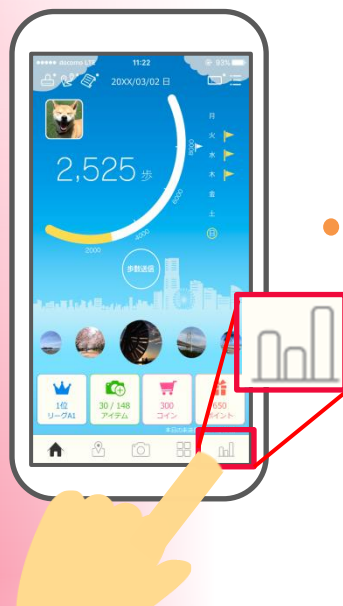 docomo LTE 11:22 93%
20XX/03/02 日
日
火
水
木
金
土
2,525 歩
8000
6000
4000
2000
歩数送信
1位
リーグA1
30 / 148
アイテム
300
コイン
650
イント